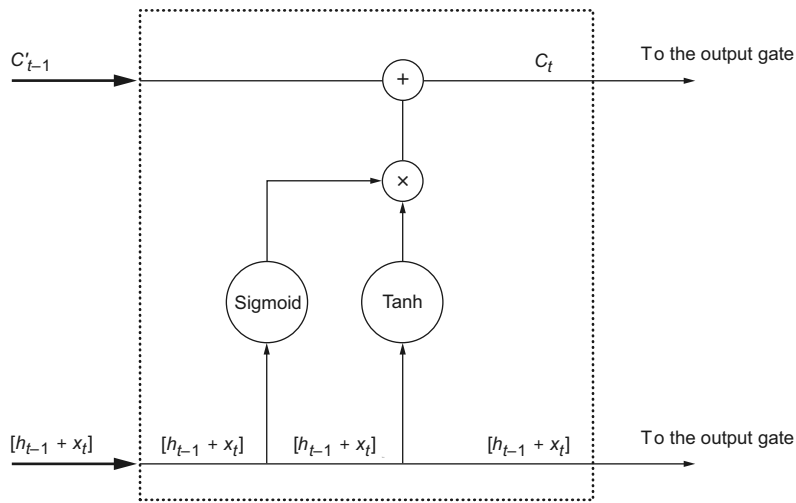 C't–1
Ct
To the output gate
+
×
Sigmoid
Tanh
[ht–1 + xt]
[ht–1 + xt]
[ht–1 + xt]
[ht–1 + xt]
To the output gate